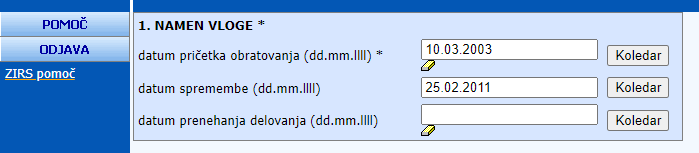 POMOČ
ODJAVA
ZIRS pomoč
1. NAMEN VLOGE *
datum pričetka obratovanja (dd.mm.llll) * 10.03.2003 Koledar
datum spremembe (dd.mm.llll) 25.02.2011 Koledar
datum prenehanja delovanja (dd.mm.llll) Koledar